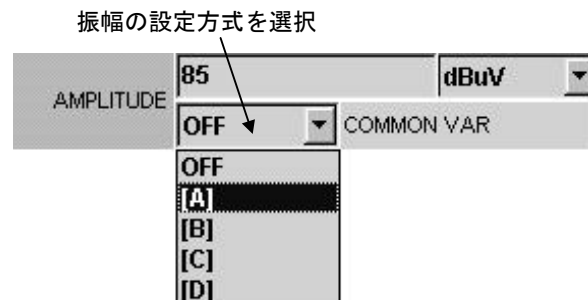 振幅の設定方式を選択
85 dBuV
AMPLITUDE
OFF COMMON VAR
OFF
[A]
[B]
[C]
[D]